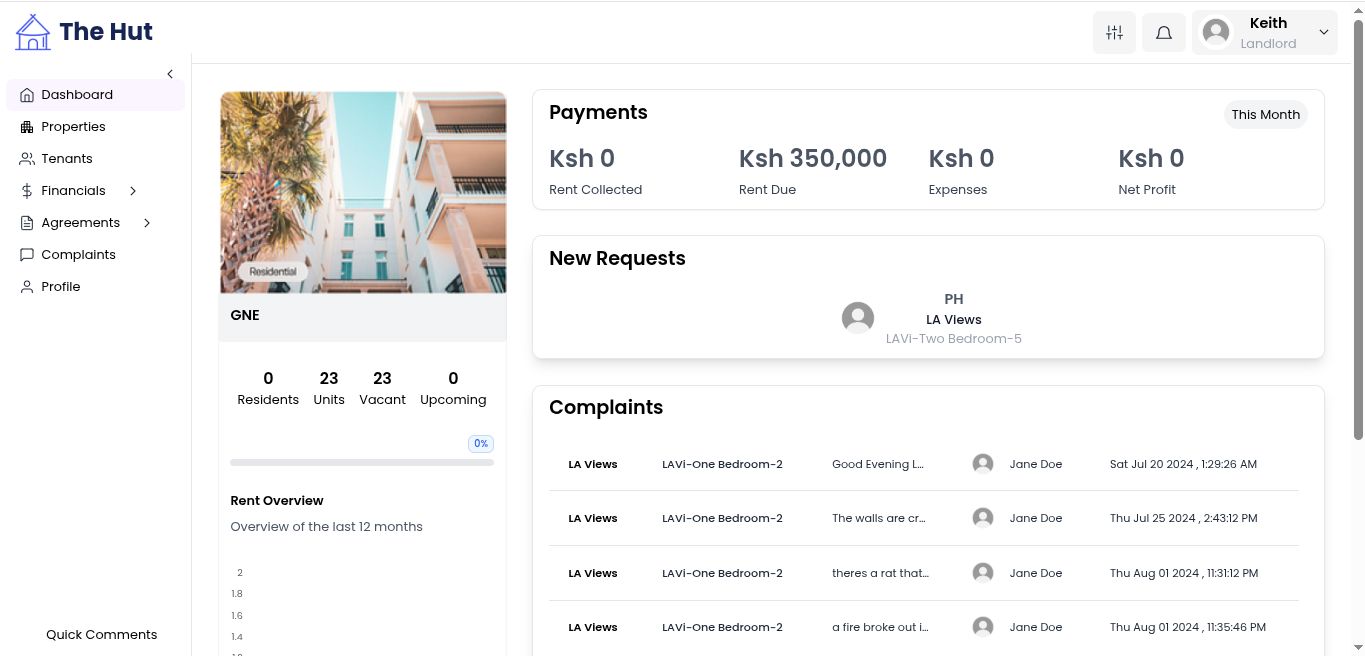 The Hut
Keith
Landlord
Dashboard
Properties
Tenants
Financials
Agreements
Complaints
Profile
Quick Comments
Residential
GNE
0 23 23 0
Residents Units Vacant Upcoming
0%
Rent Overview
Overview of the last 12 months
2
1.8
1.6
1.4
Payments
This Month
Ksh 0 Ksh 350,000 Ksh 0 Ksh 0
Rent Collected Rent Due Expenses Net Profit
New Requests
PH
LA Views
LAVi-Two Bedroom-5
Complaints
LA Views LAVi-One Bedroom-2 Good Evening L... Jane Doe Sat Jul 20 2024 , 1:29:26 AM
LA Views LAVi-One Bedroom-2 The walls are cr... Jane Doe Thu Jul 25 2024 , 2:43:12 PM
LA Views LAVi-One Bedroom-2 theres a rat that... Jane Doe Thu Aug 01 2024 , 11:31:12 PM
LA Views LAVi-One Bedroom-2 a fire broke out i... Jane Doe Thu Aug 01 2024 , 11:35:46 PM